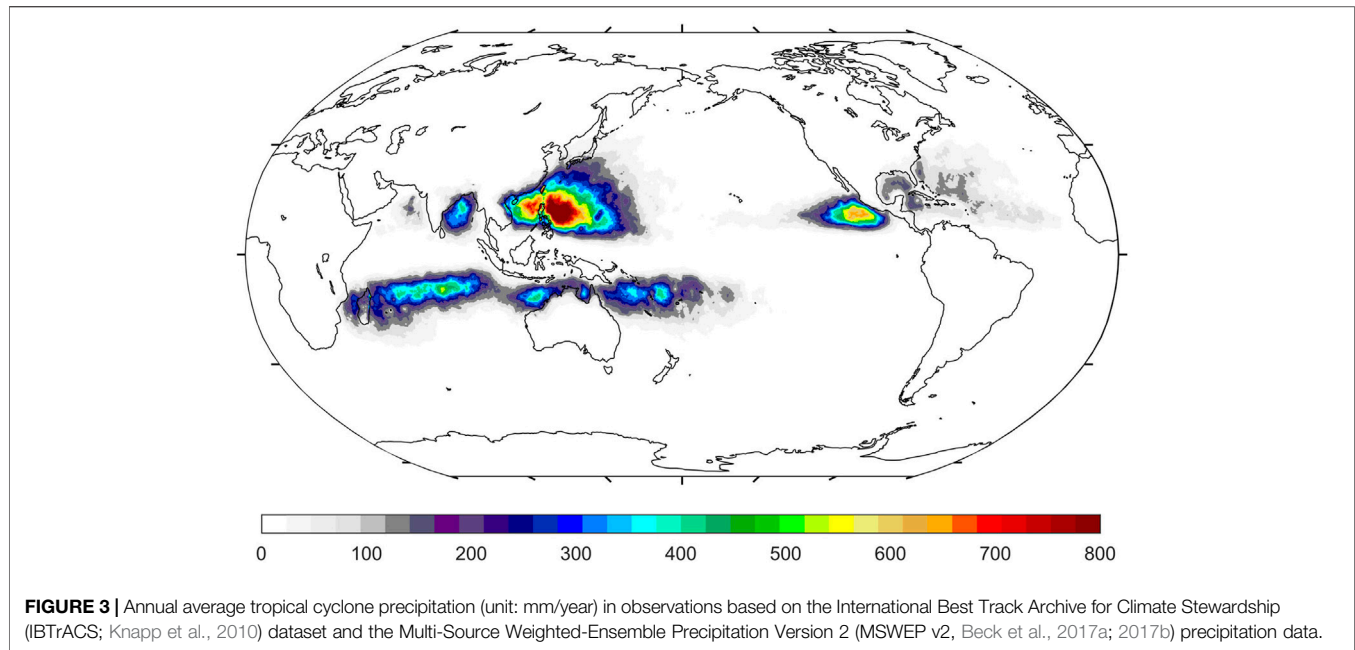 0 100 200 300 400 500 600 700 800
FIGURE 3 | Annual average tropical cyclone precipitation (unit: mm/year) in observations based on the International Best Track Archive for Climate Stewardship
(IBTrACS; Knapp et al., 2010) dataset and the Multi-Source Weighted-Ensemble Precipitation Version 2 (MSWEP v2, Beck et al., 2017a; 2017b) precipitation data.